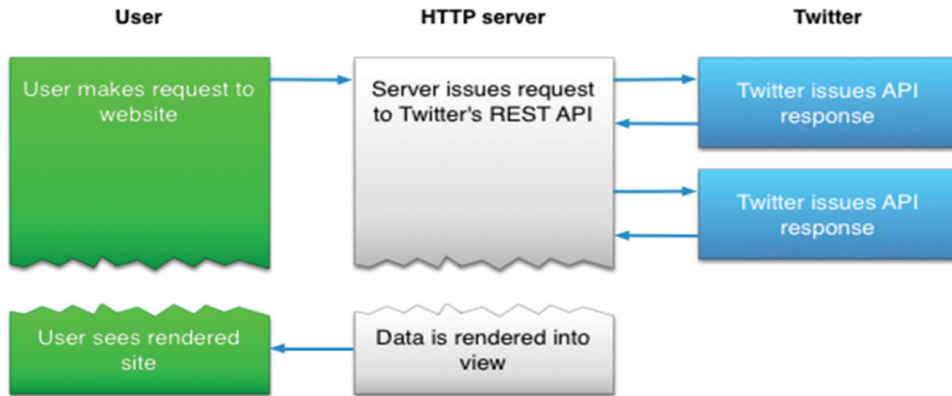 User
HTTP server
Twitter
User makes request to
website
Server issues request
to Twitter's REST API
Twitter issues API
response
Twitter issues API
response
User sees rendered
site
Data is rendered into
view